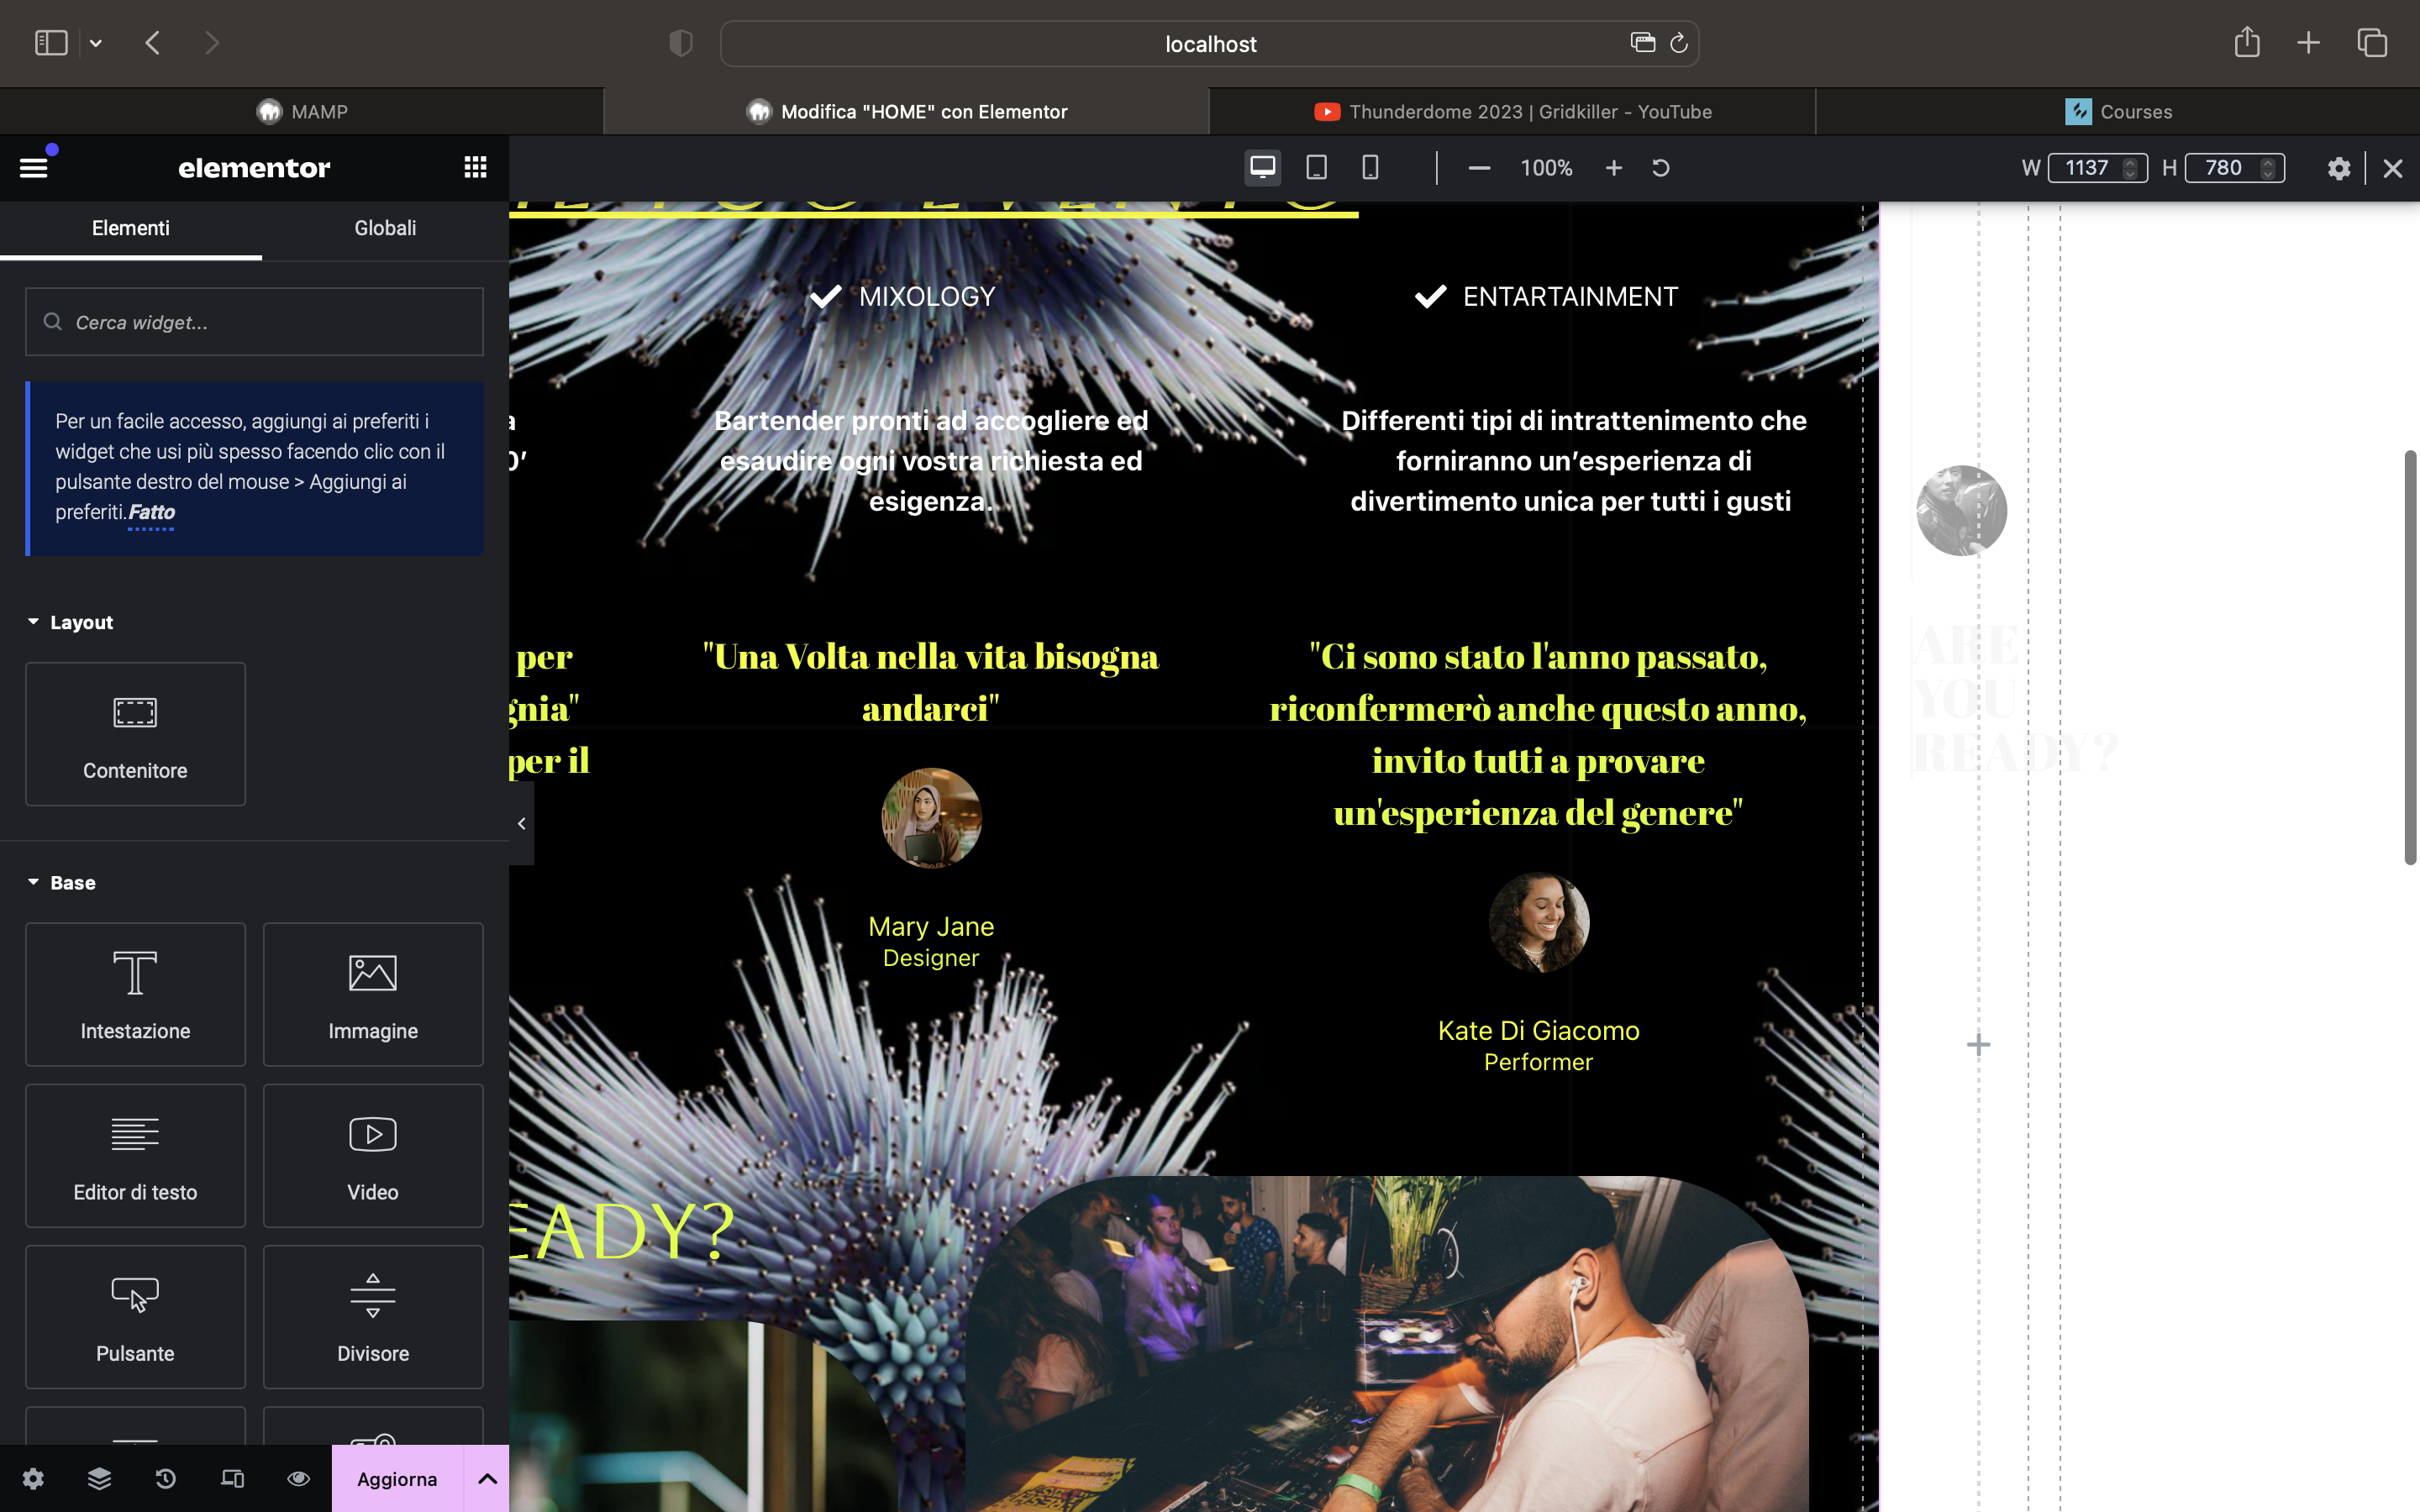 localhost
MAMP
Modifica "HOME" con Elementor
Thunderdome 2023 | Gridkiller - YouTube
Courses
elementor
100%
W 1137
H 780
Elementi
Globali
Cerca widget...
Per un facile accesso, aggiungi ai preferiti i
widget che usi più spesso facendo clic con il
pulsante destro del mouse > Aggiungi ai
preferiti. Fatto
Layout
Contenitore
Base
Intestazione
Immagine
Editor di testo
Video
Pulsante
Divisore
Aggiorna
MIXOLOGY
Bartender pronti ad accogliere ed
esaudire ogni vostra richiesta ed
esigenza.
ENTARTAINMENT
Differenti tipi di intrattenimento che
forniranno un'esperienza di
divertimento unica per tutti i gusti
per
gnia"
per il
"Una Volta nella vita bisogna
andarci"
Mary Jane
Designer
"Ci sono stato l'anno passato,
riconfermerò anche questo anno,
invito tutti a provare
un'esperienza del genere"
Kate Di Giacomo
Performer
EADY?
ARE
YOU
READY?